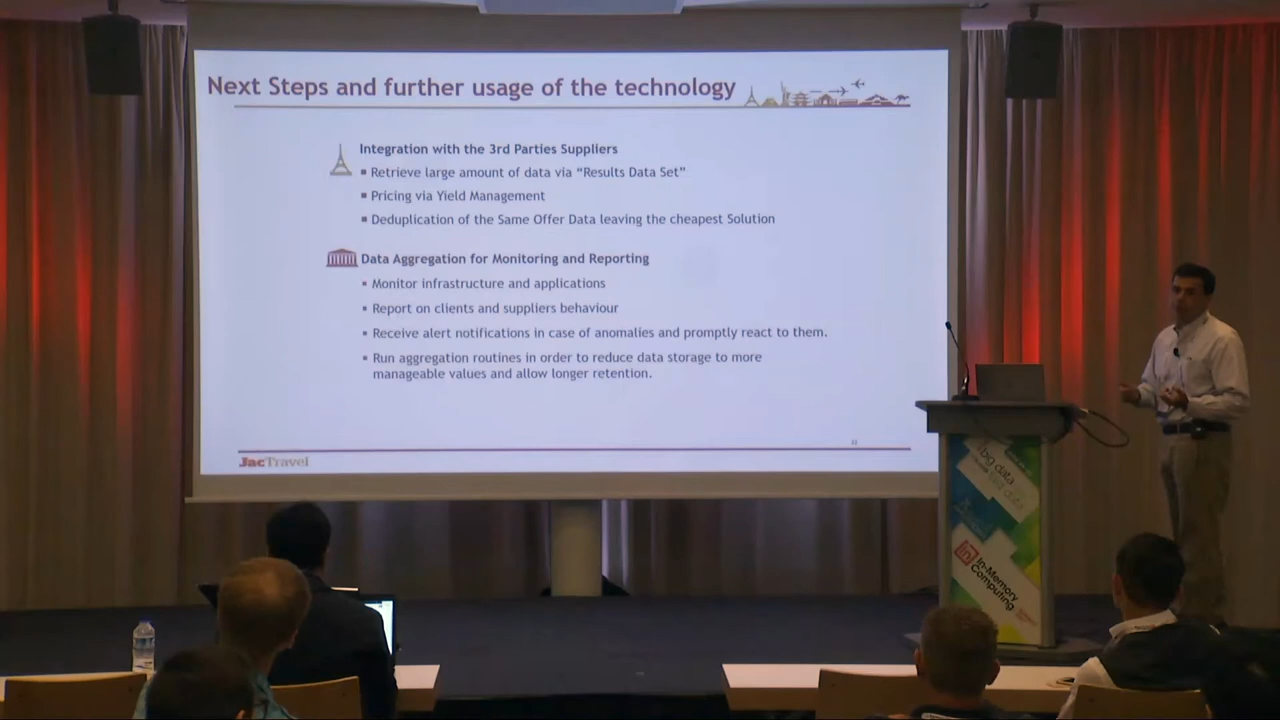 Next Steps and further usage of the technology
Integration with the 3rd Parties Suppliers
▪ Retrieve large amount of data via “Results Data Set”
▪ Pricing via Yield Management
▪ Deduplication of the Same Offer Data leaving the cheapest Solution
Data Aggregation for Monitoring and Reporting
▪ Monitor infrastructure and applications
▪ Report on clients and suppliers behaviour
▪ Receive alert notifications in case of anomalies and promptly react to them.
▪ Run aggregation routines in order to reduce data storage to more
manageable values and allow longer retention.
JacTravel
big data
fast data
In-Memory
Computing